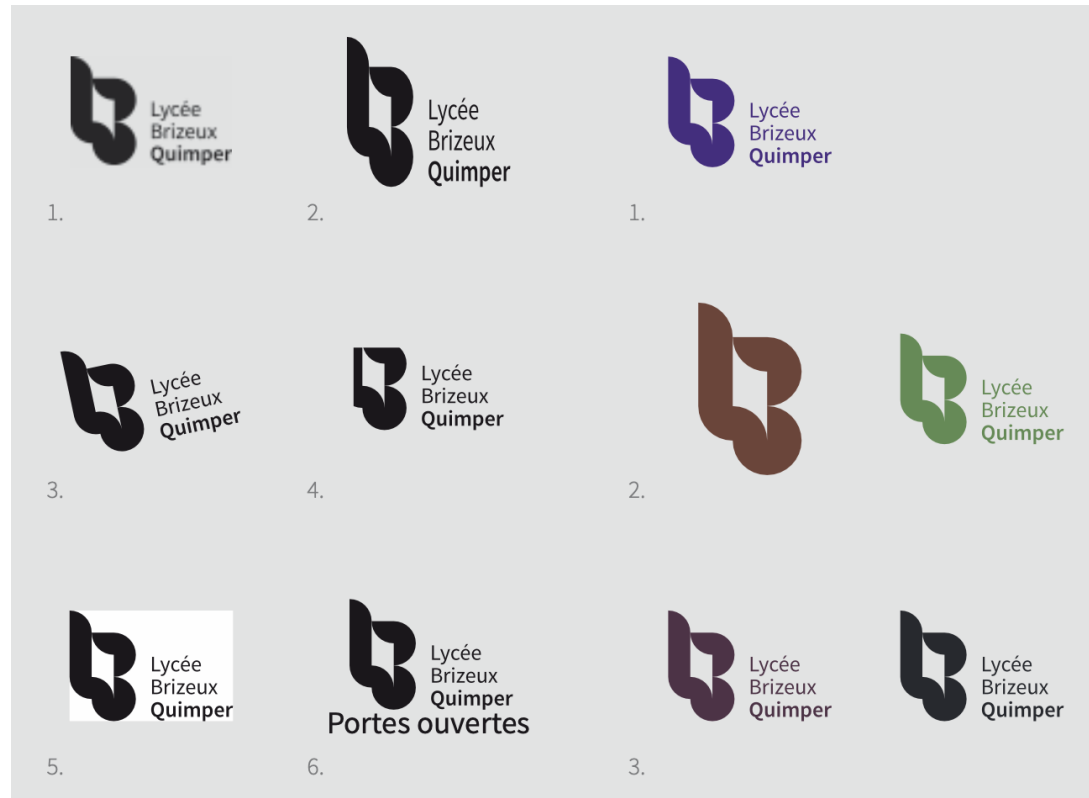 Lycée
Brizeux
Quimper
1.
Lycée
Brizeux
Quimper
2.
Lycée
Brizeux
Quimper
1.
Lycée
Brizeux
Quimper
3.
Lycée
Brizeux
Quimper
4.
2.
Lycée
Brizeux
Quimper
Lycée
Brizeux
Quimper
5.
Lycée
Brizeux
Quimper
Portes ouvertes
6.
Lycée
Brizeux
Quimper
3.
Lycée
Brizeux
Quimper